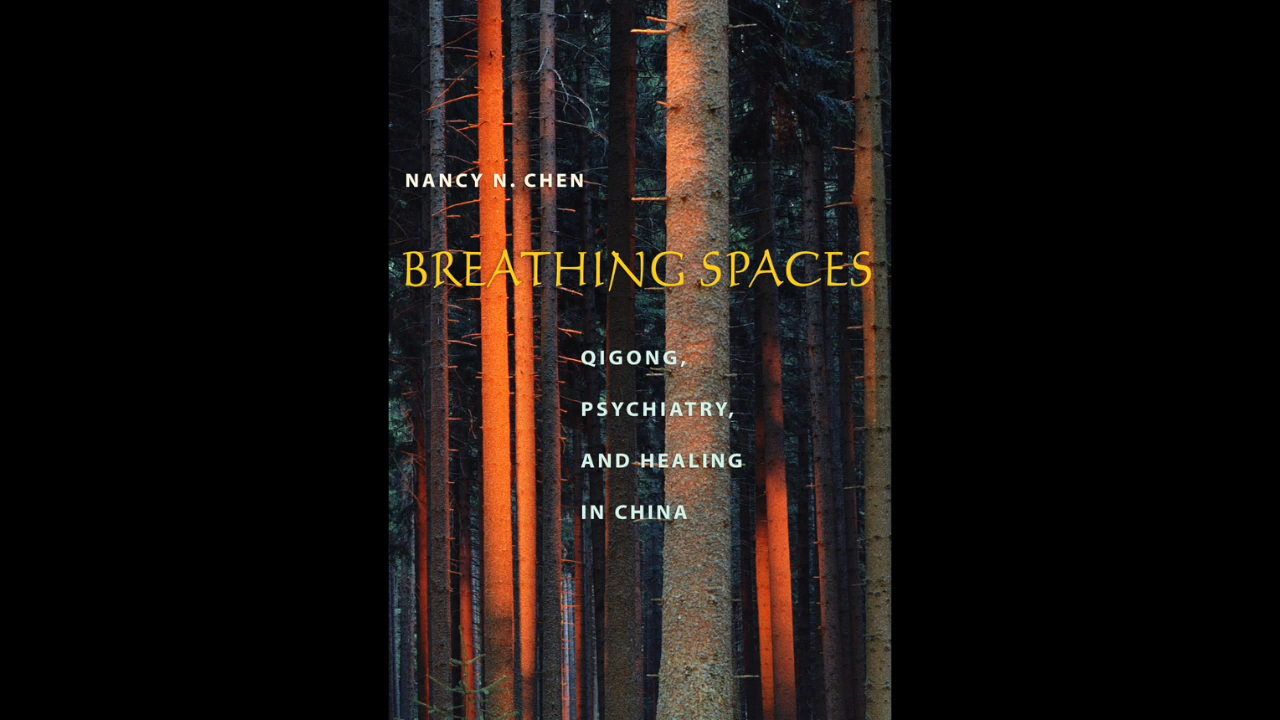 NANCY N. CHEN
BREATHING SPACES
QIGONG,
PSYCHIATRY,
AND HEALING
IN CHINA